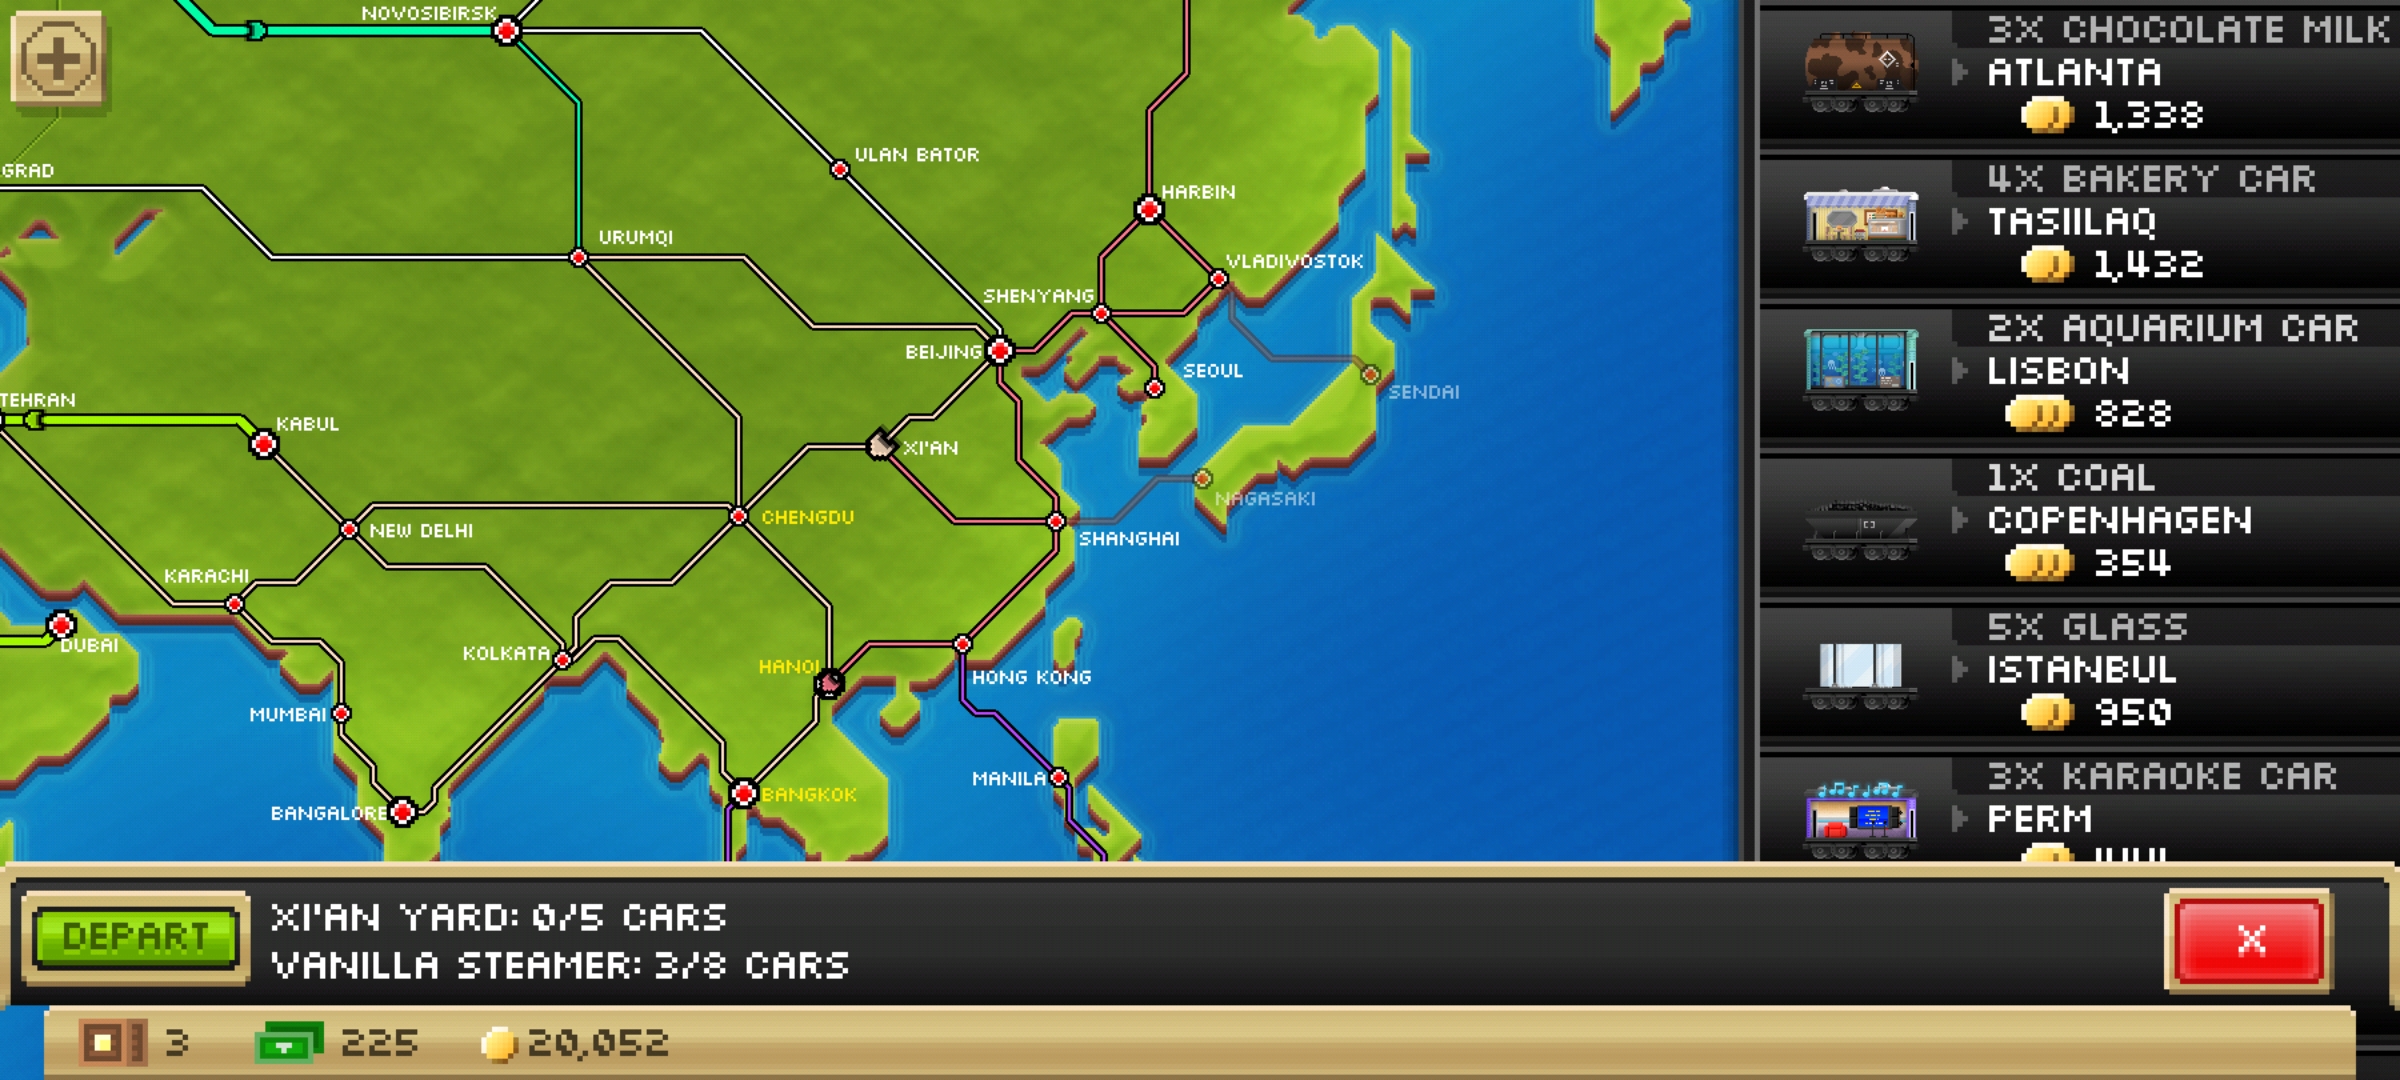 NOVOSIBIRSK
ULAN BATOR
GRAD
HARBIN
URUMQI
VLADIVOSTOK
SHENYANG
BEIJING
SEOUL
SENDAI
TEHRAN
KABUL
XI'AN
NAGASAKI
CHENGDU
NEW DELHI
SHANGHAI
KARACHI
DUBAI
KOLKATA
HANOI
HONG KONG
MUMBAI
MANILA
BANGKOK
BANGALORE
3X CHOCOLATE MILK
ATLANTA
1,338
4X BAKERY CAR
TASIILAQ
1,432
2X AQUARIUM CAR
LISBON
828
1X COAL
COPENHAGEN
354
5X GLASS
ISTANBUL
950
3X KARAOKE CAR
PERM
DEPART
XI'AN YARD: 0/5 CARS
VANILLA STEAMER: 3/8 CARS
X
3
225
20,052